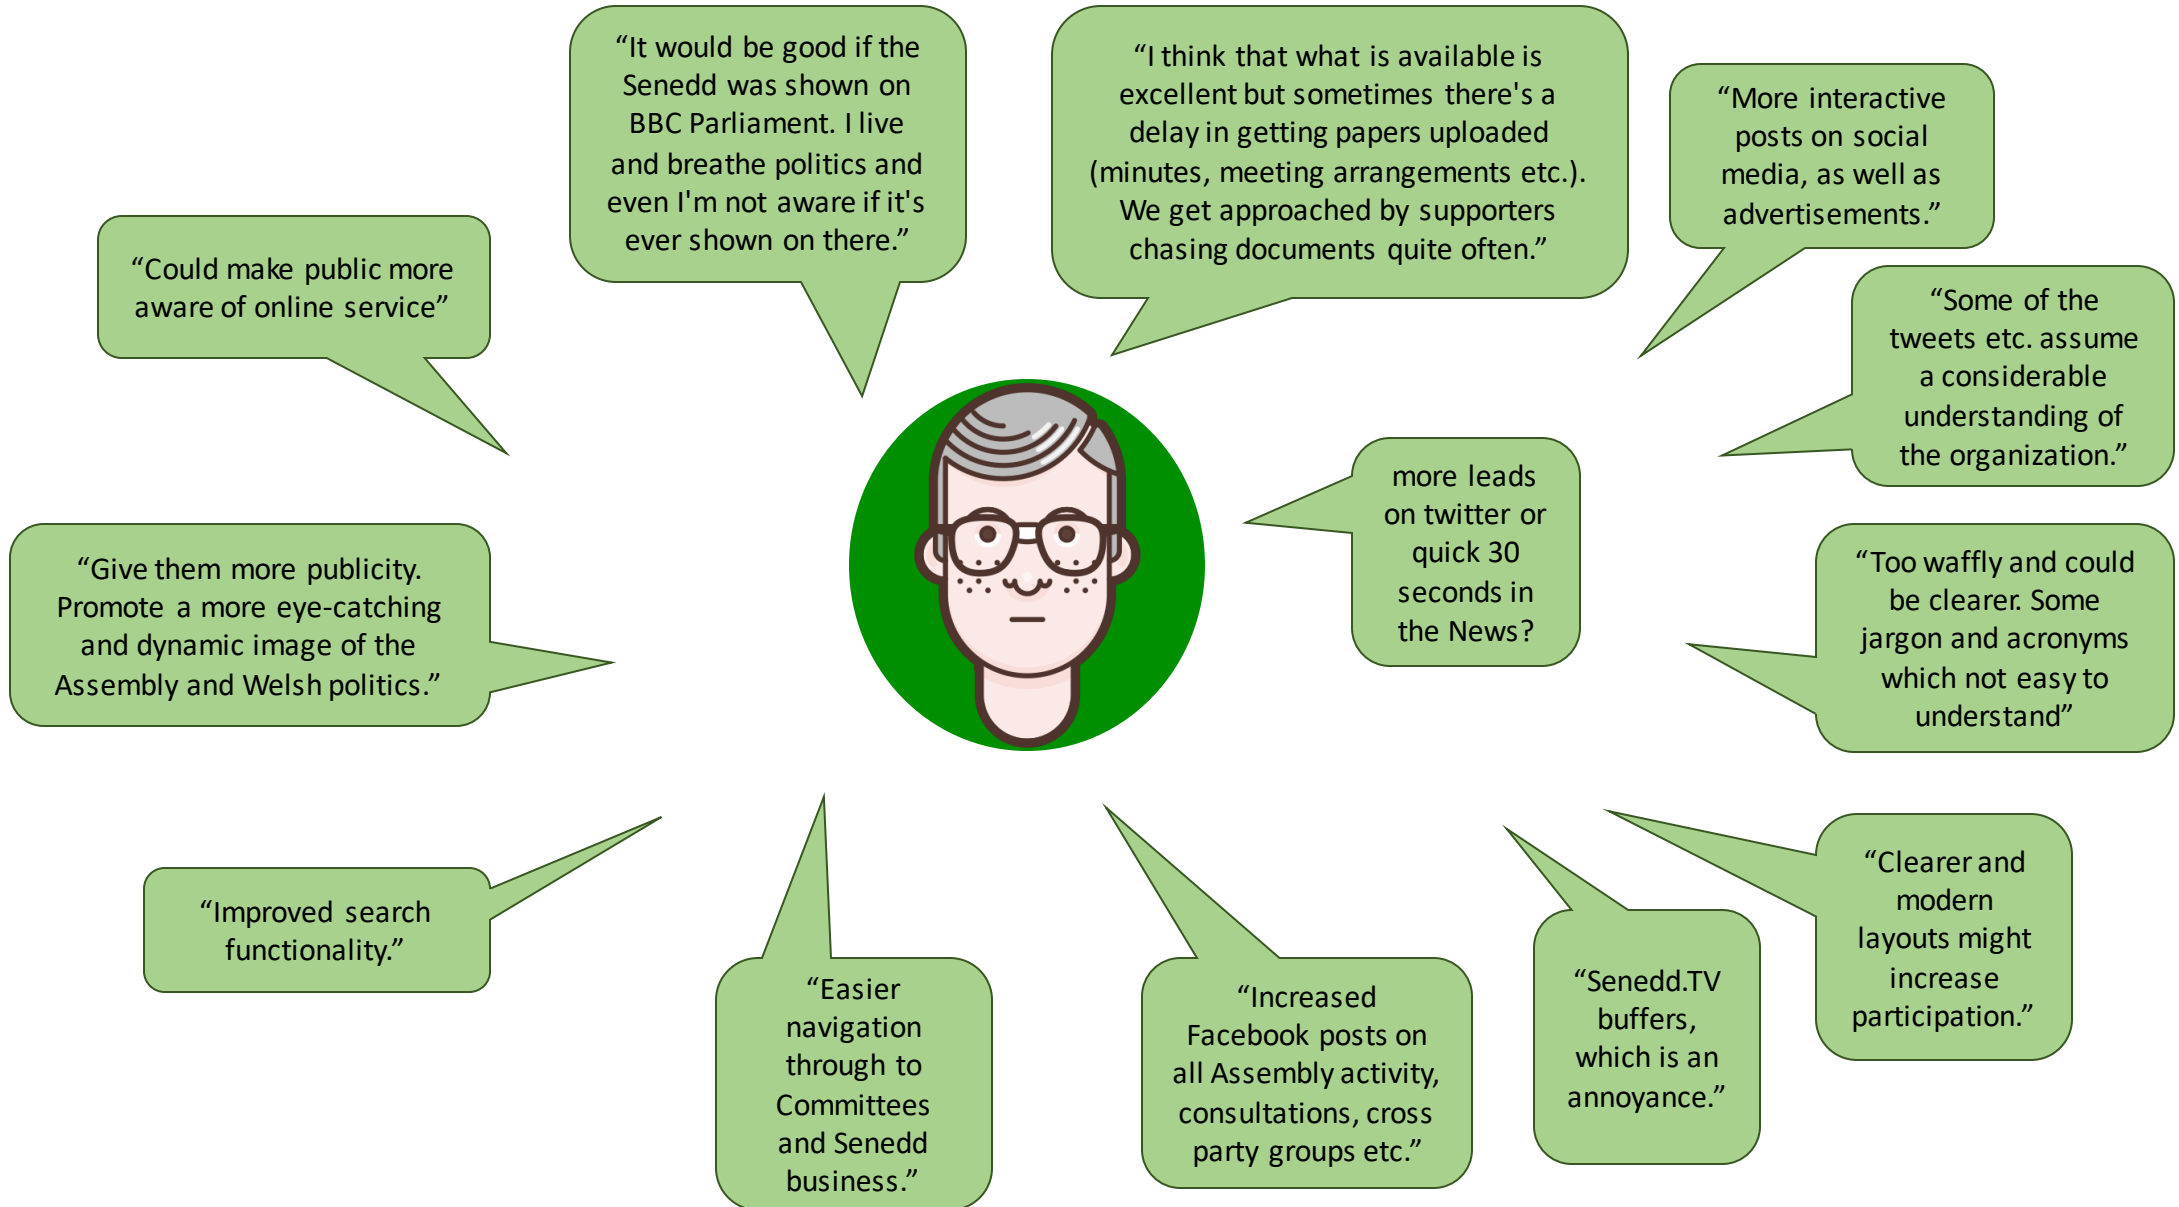 “It would be good if the
Senedd was shown on
BBC Parliament. I live
and breathe politics and
even I'm not aware if it's
ever shown on there.”
“I think that what is available is
excellent but sometimes there's a
delay in getting papers uploaded
(minutes, meeting arrangements etc.).
We get approached by supporters
chasing documents quite often.”
“More interactive
posts on social
media, as well as
advertisements.”
“Could make public more
aware of online service”
“Some of the
tweets etc. assume
a considerable
understanding of
the organization.”
more leads
on twitter or
quick 30
seconds in
the News?
“Give them more publicity.
Promote a more eye-catching
and dynamic image of the
Assembly and Welsh politics.”
“Too waffly and could
be clearer. Some
jargon and acronyms
which not easy to
understand”
“Improved search
functionality.”
“Easier
navigation
through to
Committees
and Senedd
business.”
“Increased
Facebook posts on
all Assembly activity,
consultations, cross
party groups etc.”
“Senedd.TV
buffers,
which is an
annoyance.”
“Clearer and
modern
layouts might
increase
participation.”